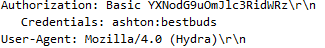 Authorization: Basic YXNodG9uOmJlc3RidWRz\r\n
Credentials: ashton:bestbuds
User-Agent: Mozilla/4.0 (Hydra)\r\n